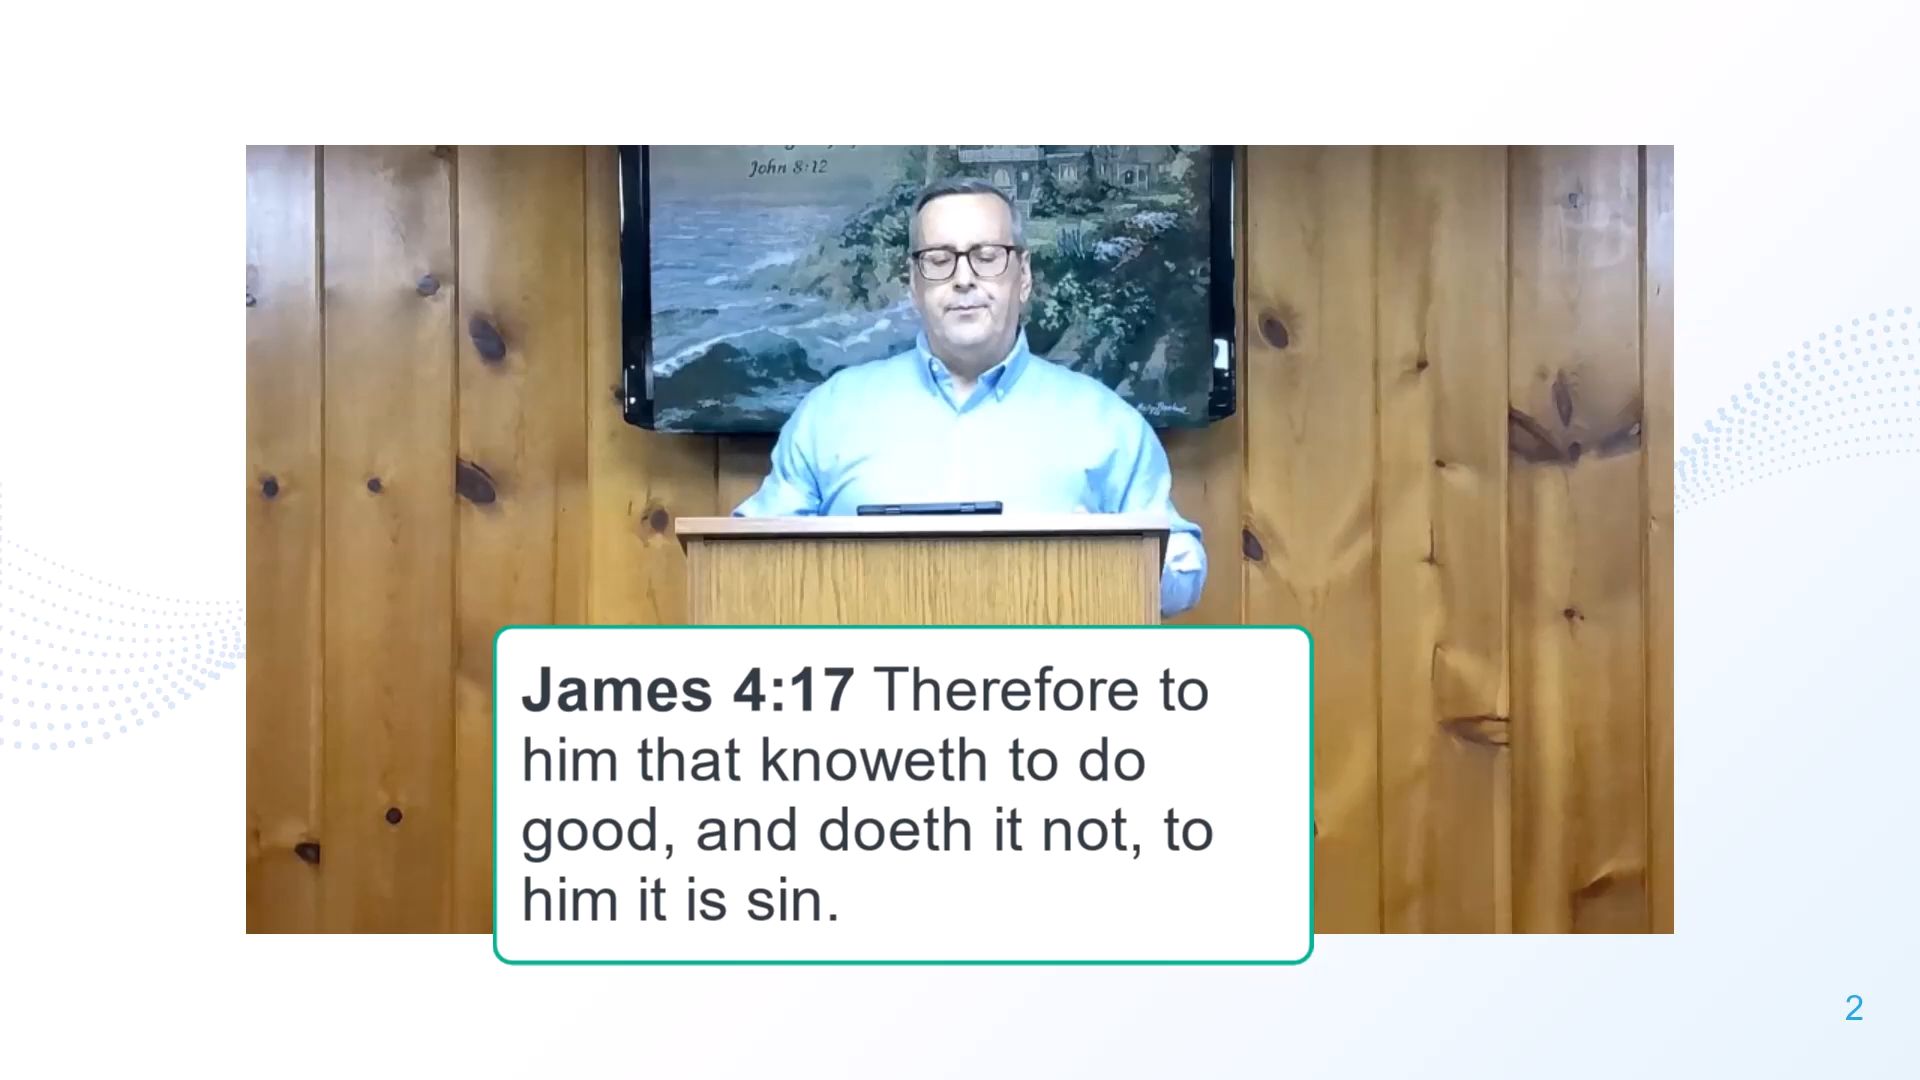 John 8:12
James 4:17 Therefore to
him that knoweth to do
good, and doeth it not, to
him it is sin.
2